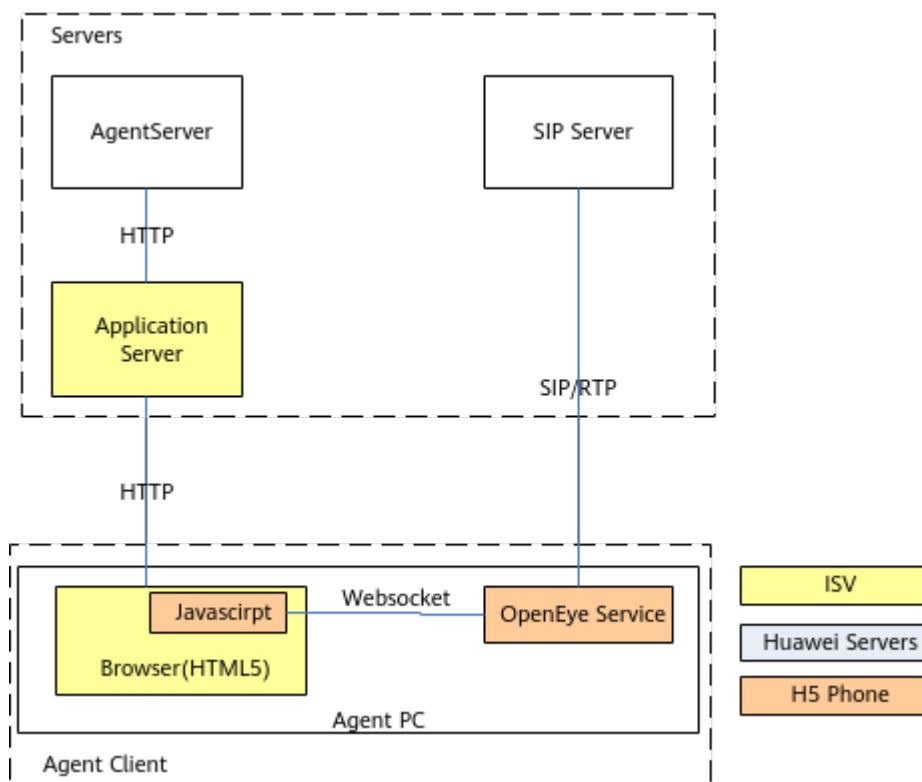 Servers
AgentServer
SIP Server
HTTP
Application
Server
SIP/RTP
HTTP
Javascirpt
Websocket
OpenEye Service
Browser(HTML5)
Agent PC
Agent Client
ISV
Huawei Servers
H5 Phone